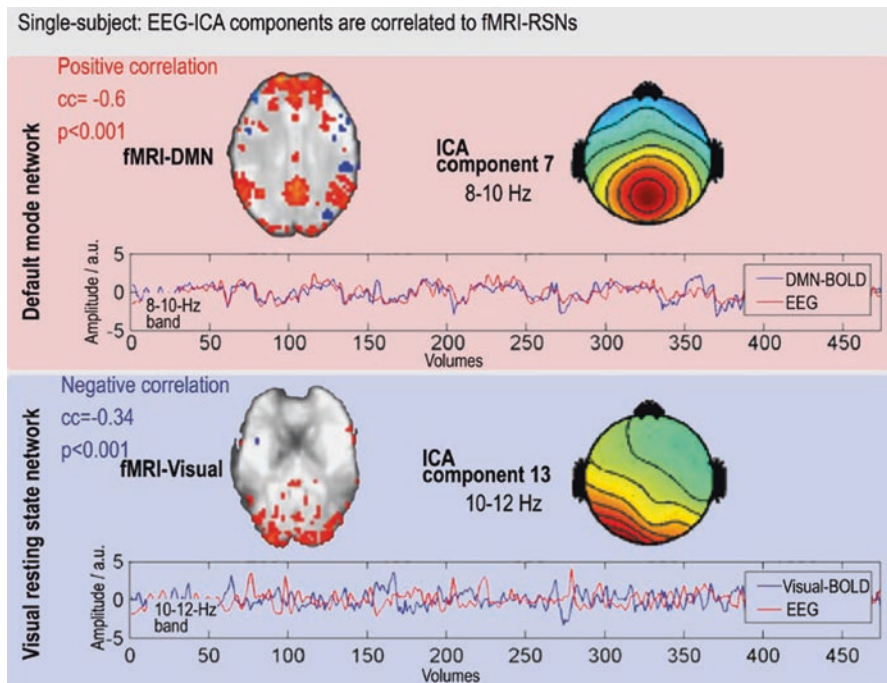 Single-subject: EEG-ICA components are correlated to fMRI-RSNs
Default mode network
Positive correlation
cc= -0.6
p<0.001
fMRI-DMN
ICA
component 7
8-10 Hz
Amplitude / a.u.
5
0
-5
8-10-Hz
band
DMN-BOLD
EEG
0 50 100 150 200 250 300 350 400 450
Volumes
Visual resting state network
Negative correlation
cc=-0.34
p<0.001
fMRI-Visual
ICA
component 13
10-12 Hz
Amplitude / a.u.
5
0
-5
10-12-Hz
band
Visual-BOLD
EEG
0 50 100 150 200 250 300 350 400 450
Volumes